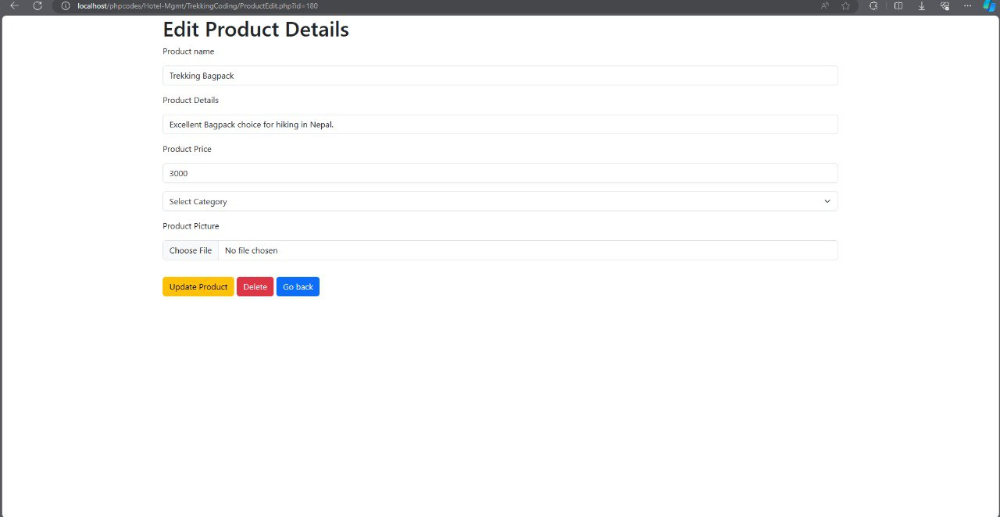 localhost/phpcodes/Hotel-Mgmt/TrekkingCoding/ProductEdit.php?id=180
Edit Product Details
Product name
Trekking Bagpack
Product Details
Excellent Bagpack choice for hiking in Nepal.
Product Price
3000
Select Category
Product Picture
Choose File No file chosen
Update Product Delete Go back